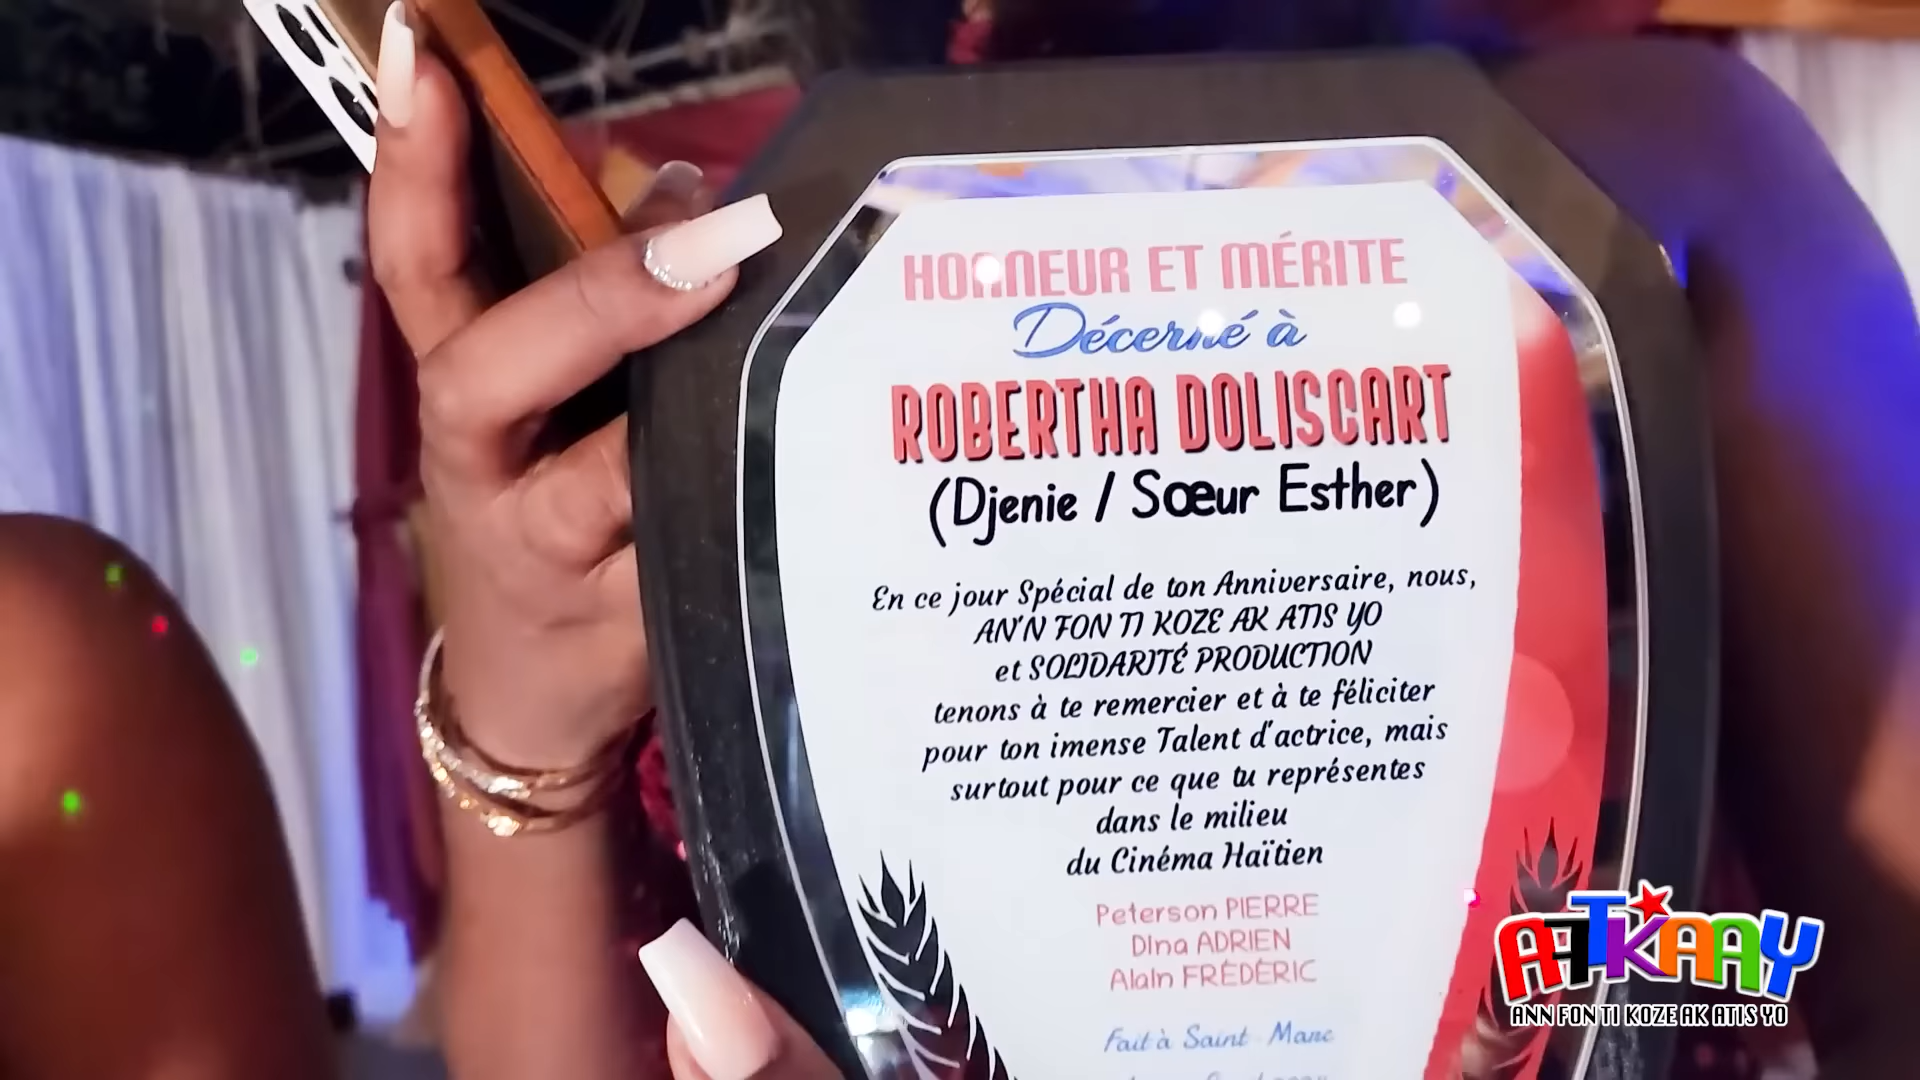 HONNEUR ET MÉRITE
Décerné à
ROBERTHA DOLISCART
(Djenie / Sœur Esther)
En ce jour Spécial de ton Anniversaire, nous,
AN'N FON TI KOZE AK ATIS YO
et SOLIDARITÉ PRODUCTION
tenons à te remercier et à te féliciter
pour ton imense Talent d'actrice, mais
surtout pour ce que tu représentes
dans le milieu
du Cinéma Haïtien
Peterson PIERRE
Dina ADRIEN
Alain FRÉDÉRIC
Fait à Saint-Marc
AFTKAAY
ANN FON TI KOZE AK ATIS YO